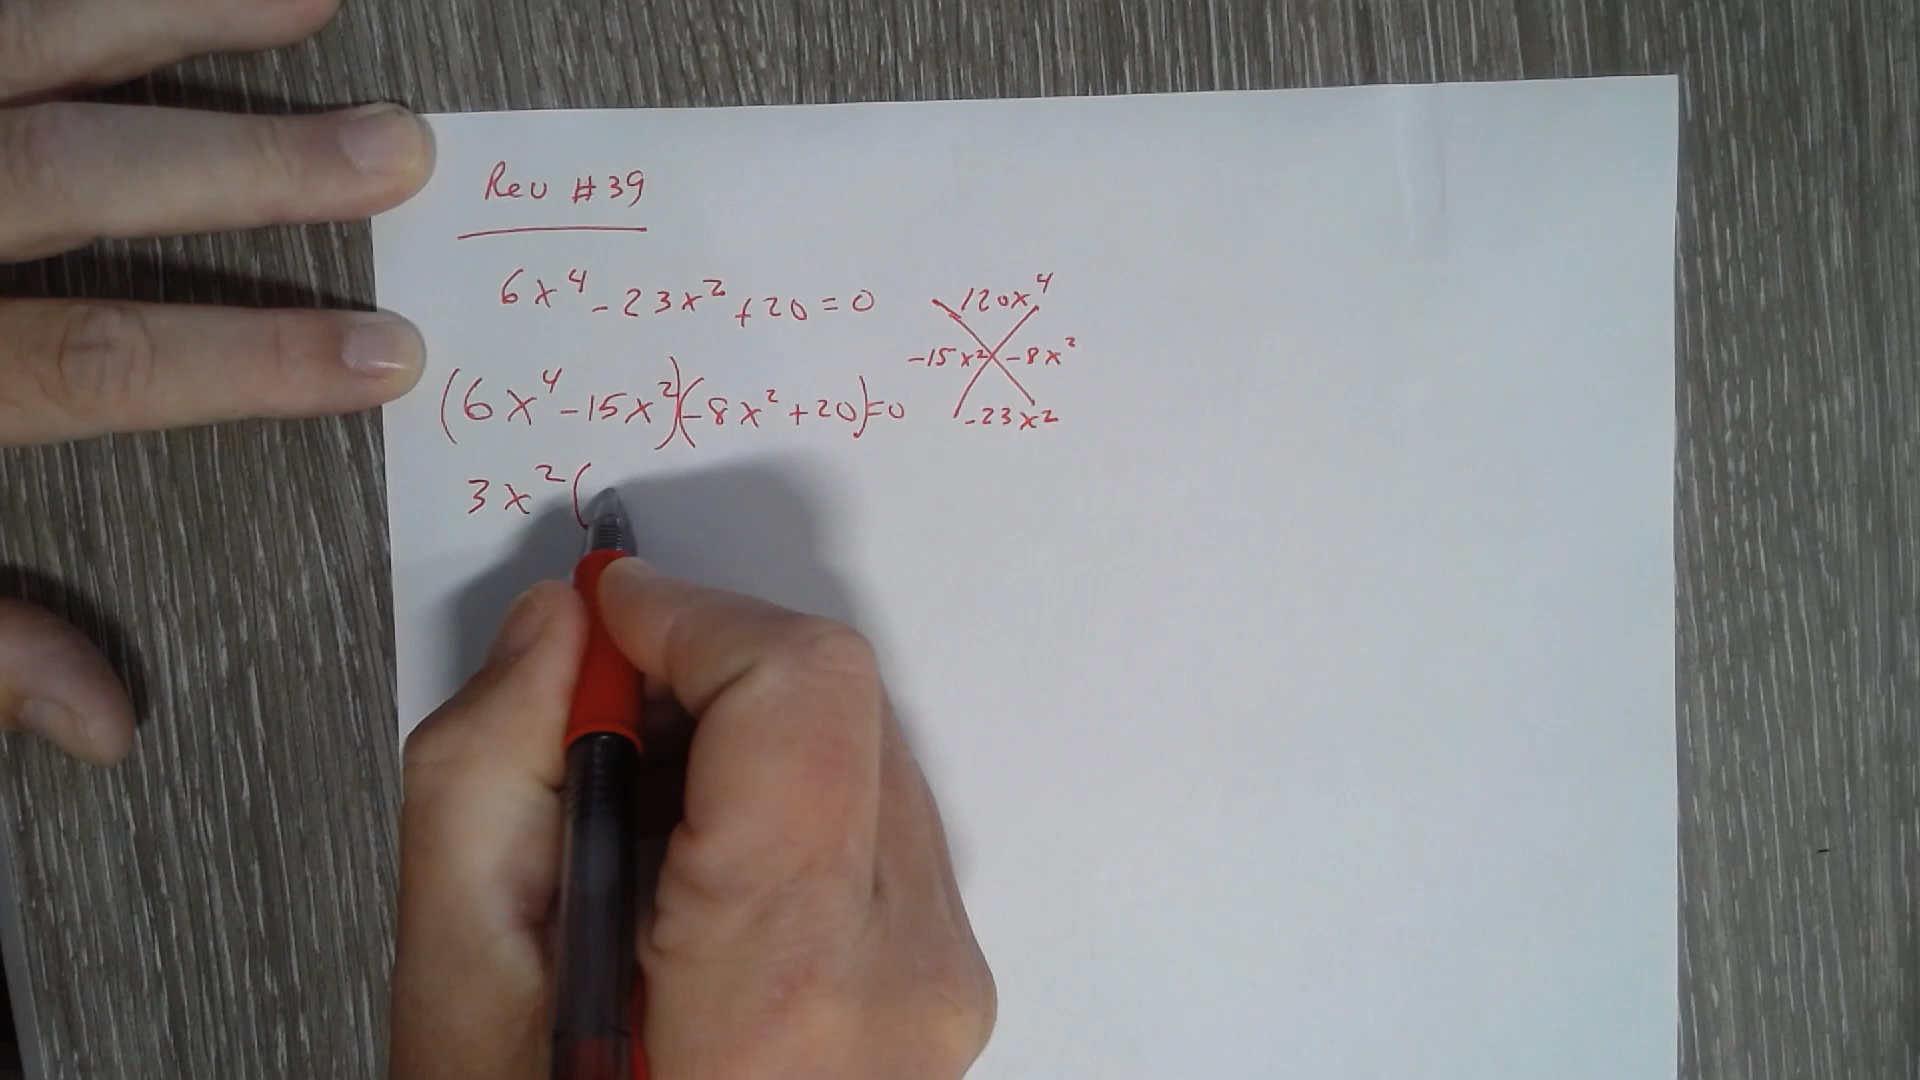 Rev #39
6x⁴ - 23x² + 20 = 0
120x⁴
-15x² -8x²
-23x²
(6x⁴ - 15x²)(-8x² + 20) = 0
3x²(